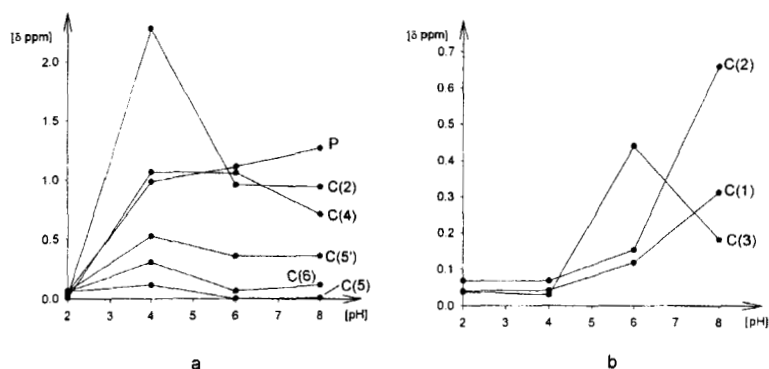 [δ ppm]
2.0
1.5
1.0
0.5
0.0
2 3 4 5 6 7 8 [pH]
P
C(2)
C(4)
C(5')
C(6)
C(5)
a
[δ ppm]
0.7
0.6
0.5
0.4
0.3
0.2
0.1
0.0
2 3 4 5 6 7 8 [pH]
C(2)
C(1)
C(3)
b